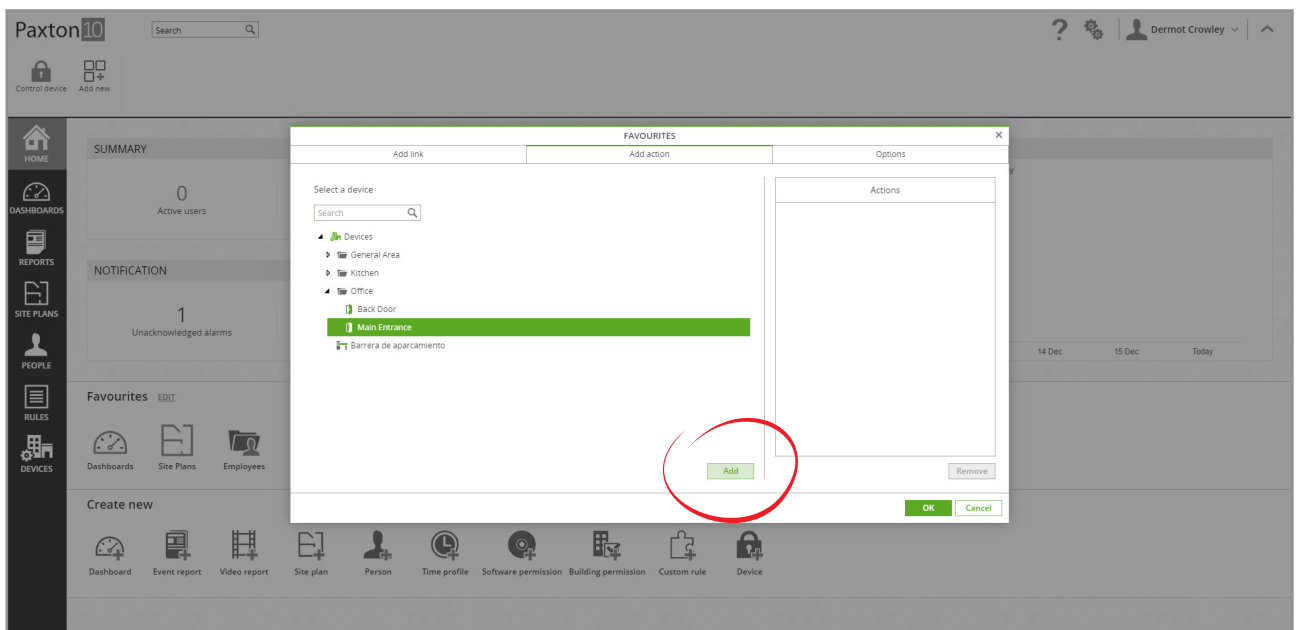 Paxton10
Search
Dermot Crowley
Control device
Add new
HOME
DASHBOARDS
REPORTS
SITE PLANS
PEOPLE
RULES
DEVICES
SUMMARY
0
Active users
NOTIFICATION
1
Unacknowledged alarms
FAVOURITES
Add link
Add action
Options
Select a device
Search
Devices
General Area
Kitchen
Office
Back Door
Main Entrance
Barrera de aparcamiento
Add
Actions
Remove
OK
Cancel
14 Dec
15 Dec
Today
Favourites EDIT
Dashboards
Site Plans
Employees
Create new
Dashboard
Event report
Video report
Site plan
Person
Time profile
Software permission
Building permission
Custom rule
Device